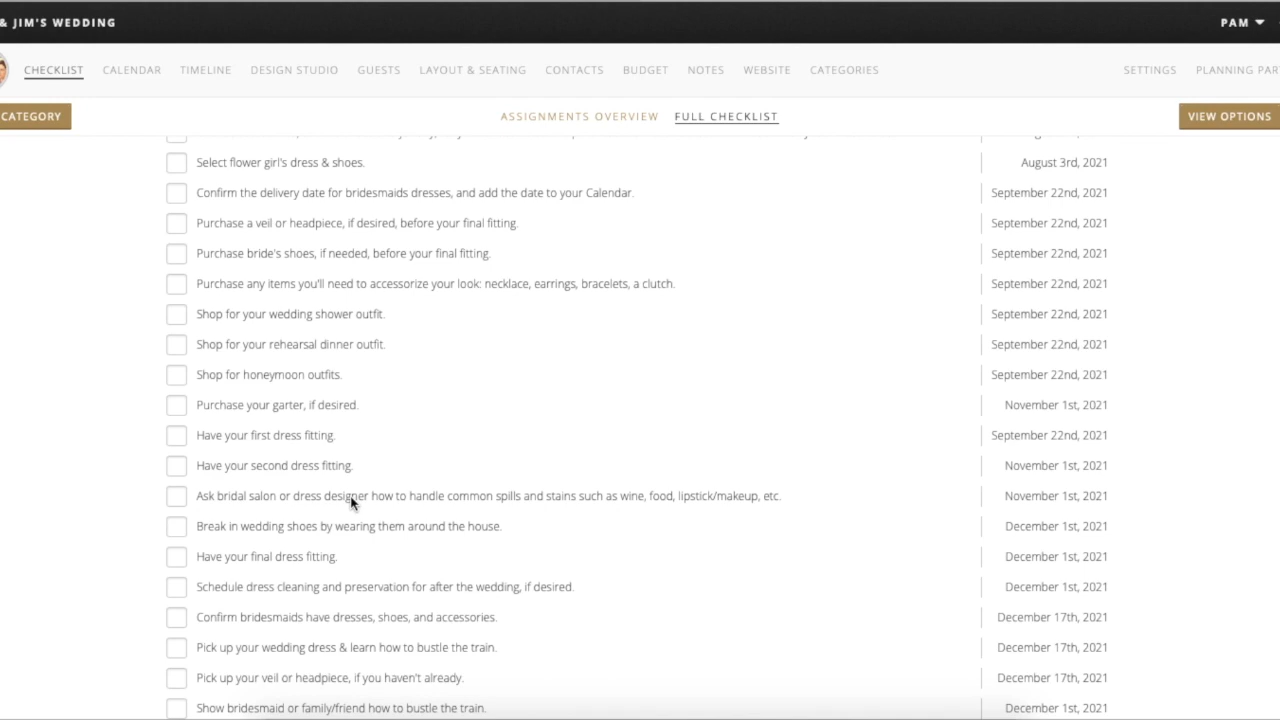 & JIM'S WEDDING
PAM
CHECKLIST CALENDAR TIMELINE DESIGN STUDIO GUESTS LAYOUT & SEATING CONTACTS BUDGET NOTES WEBSITE CATEGORIES SETTINGS PLANNING PAR
CATEGORY ASSIGNMENTS OVERVIEW FULL CHECKLIST VIEW OPTIONS
Select flower girl's dress & shoes. August 3rd, 2021
Confirm the delivery date for bridesmaids dresses, and add the date to your Calendar. September 22nd, 2021
Purchase a veil or headpiece, if desired, before your final fitting. September 22nd, 2021
Purchase bride's shoes, if needed, before your final fitting. September 22nd, 2021
Purchase any items you'll need to accessorize your look: necklace, earrings, bracelets, a clutch. September 22nd, 2021
Shop for your wedding shower outfit. September 22nd, 2021
Shop for your rehearsal dinner outfit. September 22nd, 2021
Shop for honeymoon outfits. September 22nd, 2021
Purchase your garter, if desired. November 1st, 2021
Have your first dress fitting. September 22nd, 2021
Have your second dress fitting. November 1st, 2021
Ask bridal salon or dress designer how to handle common spills and stains such as wine, food, lipstick/makeup, etc. November 1st, 2021
Break in wedding shoes by wearing them around the house. December 1st, 2021
Have your final dress fitting. December 1st, 2021
Schedule dress cleaning and preservation for after the wedding, if desired. December 1st, 2021
Confirm bridesmaids have dresses, shoes, and accessories. December 17th, 2021
Pick up your wedding dress & learn how to bustle the train. December 17th, 2021
Pick up your veil or headpiece, if you haven't already. December 17th, 2021
Show bridesmaid or family/friend how to bustle the train. December 1st, 2021